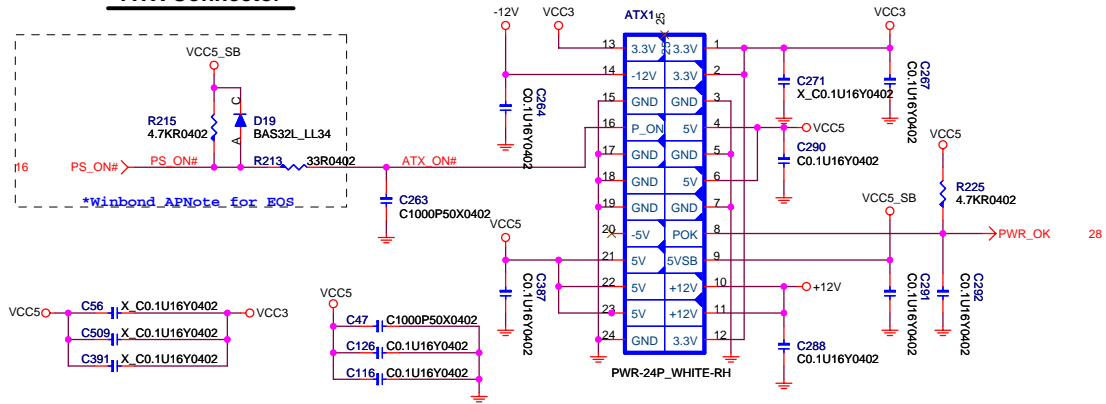 -12V
VCC3
ATX1
25
25
VCC3
VCC5_SB
R215
4.7KR0402
C
A
D19
BAS32L_LL34
16
PS_ON#
PS_ON#
R213
33R0402
ATX_ON#
*Winbond APNote for EOS
C263
C1000P50X0402
C264
C0.1U16Y0402
13
3.3V
3.3V
1
14
-12V
3.3V
2
15
GND
GND
3
16
P_ON
5V
4
17
GND
GND
5
18
GND
5V
6
19
GND
GND
7
20
-5V
POK
8
21
5V
5VSB
9
22
5V
+12V
10
23
5V
+12V
11
24
GND
3.3V
12
PWR-24P_WHITE-RH
C271
X_C0.1U16Y0402
C267
C0.1U16Y0402
VCC5
C290
C0.1U16Y0402
VCC5
R225
4.7KR0402
VCC5_SB
PWR_OK
28
C291
C0.1U16Y0402
C292
C0.1U16Y0402
+12V
C288
C0.1U16Y0402
VCC5
C387
C0.1U16Y0402
VCC5
C56
X_C0.1U16Y0402
VCC3
C509
X_C0.1U16Y0402
C391
X_C0.1U16Y0402
VCC5
C47
C1000P50X0402
C126
C0.1U16Y0402
C116
C0.1U16Y0402